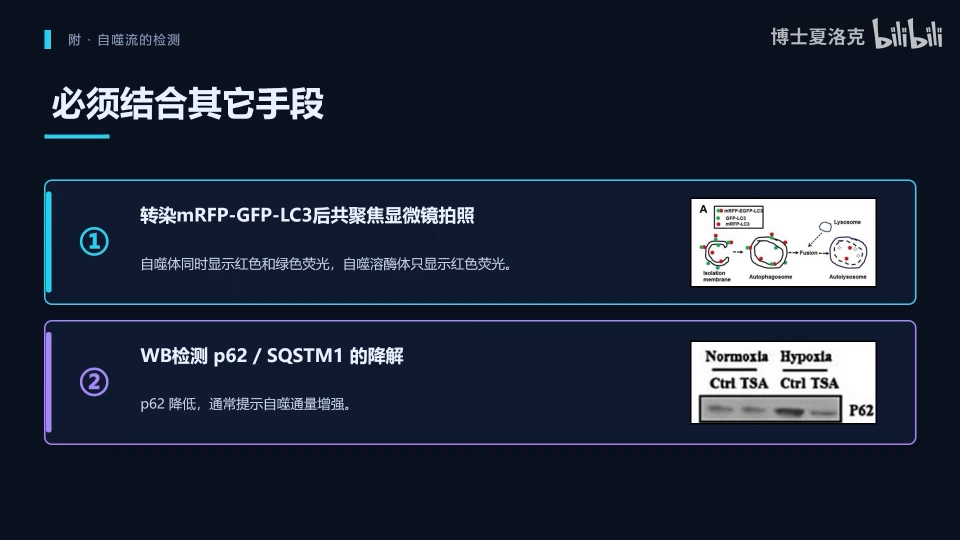 附 · 自噬流的检测
博士夏洛克 bilibili
必须结合其它手段
① 转染mRFP-GFP-LC3后共聚焦显微镜拍照
自噬体同时显示红色和绿色荧光，自噬溶酶体只显示红色荧光。
A
mRFP-EGFP-LC3
GFP-LC3
mRFP-LC3
Lysosome
Fusion
Isolation
membrane
Autophagosome
Autolysosome
② WB检测 p62 / SQSTM1 的降解
p62 降低，通常提示自噬通量增强。
Normoxia Hypoxia
Ctrl TSA Ctrl TSA
P62